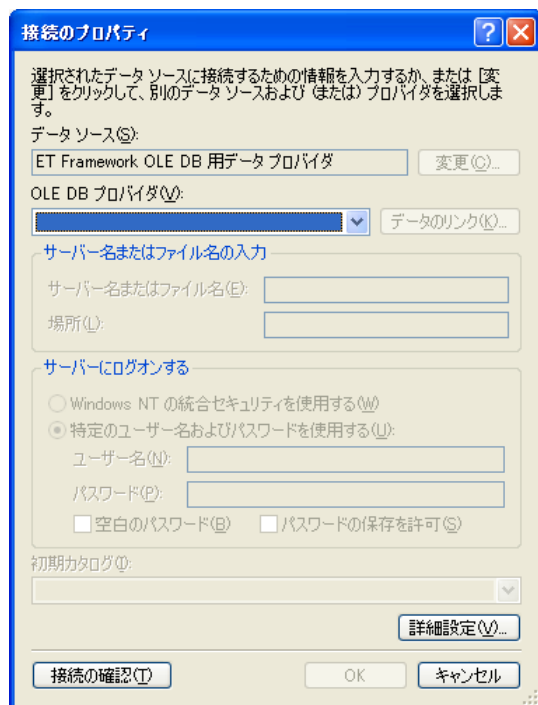 接続のプロパティ
選択されたデータ ソースに接続するための情報を入力するか、または [変
更] をクリックして、別のデータ ソースおよび (または) プロバイダを選択しま
す。
データ ソース(S):
ET Framework OLE DB 用データ プロバイダ
変更(C)...
OLE DB プロバイダ(V):
データのリンク(K)...
サーバー名またはファイル名の入力
サーバー名またはファイル名(E):
場所(L):
サーバーにログオンする
Windows NT の統合セキュリティを使用する(W)
特定のユーザー名およびパスワードを使用する(U):
ユーザー名(N):
パスワード(P):
空白のパスワード(B)
パスワードの保存を許可(S)
初期カタログ(I):
詳細設定(V)...
接続の確認(T)
OK
キャンセル